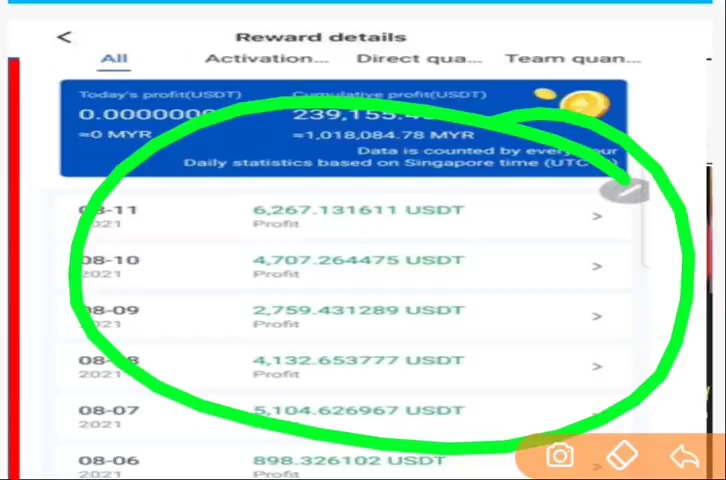 Reward details
All Activation... Direct qua... Team quan...
Today's profit(USDT) Cumulative profit(USDT)
0.0000000 239,155.4
≈0 MYR ≈1,018,084.78 MYR
Data is counted by every hour
Daily statistics based on Singapore time (UTC
08-11 6,267.131611 USDT >
2021 Profit
08-10 4,707.264475 USDT >
2021 Profit
08-09 2,759.431289 USDT >
2021 Profit
08-08 4,132.653777 USDT >
2021 Profit
08-07 5,104.626967 USDT
2021 Profit
08-06 898.326102 USDT
2021 Profit